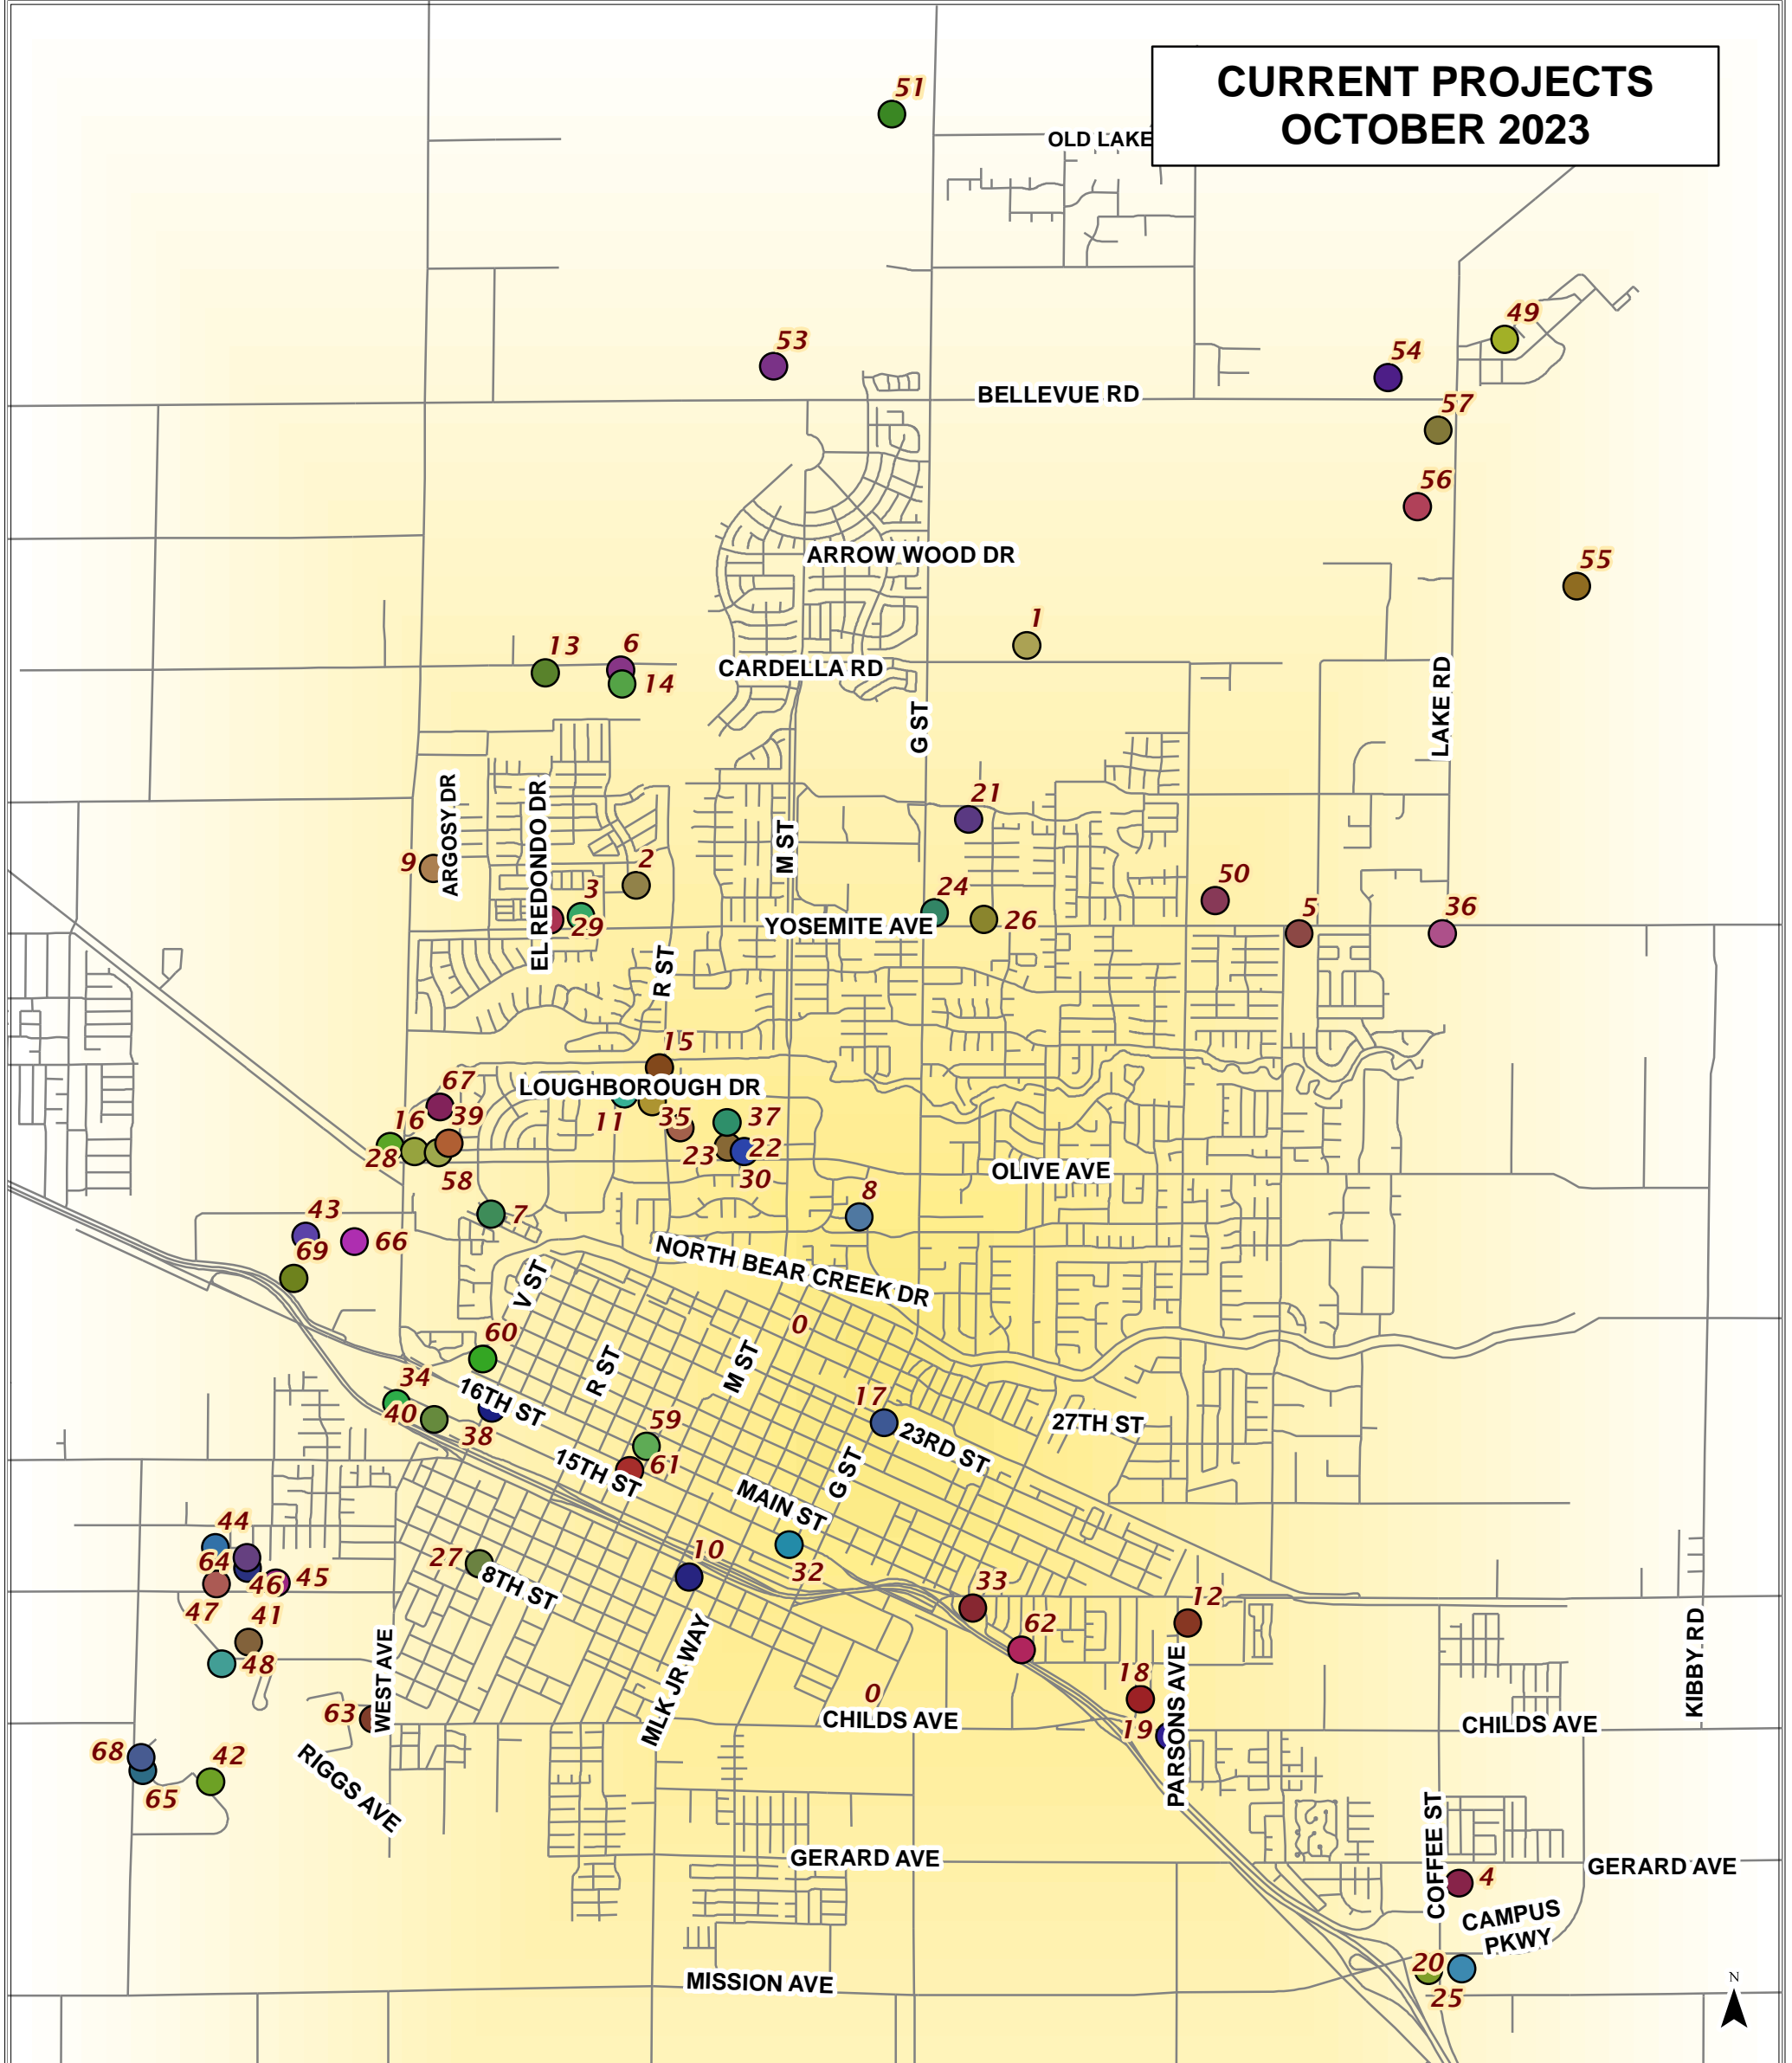 51
CURRENT PROJECTS
OCTOBER 2023
OLD LAKE
49
53
54
BELLEVUE RD
57
56
ARROW WOOD DR
55
1
13
6
CARDELLA RD
14
G ST
LAKE RD
ARGOSY DR
EL REDONDO DR
M ST
21
9
2
3
24
50
29
YOSEMITE AVE
26
5
36
R ST
15
67
LOUGHBOROUGH DR
16
39
11
35
37
28
23
22
58
30
OLIVE AVE
7
8
43
66
69
NORTH BEAR CREEK DR
V ST
0
60
R ST
M ST
34
16TH ST
17
40
38
59
23RD ST
27TH ST
15TH ST
61
G ST
MAIN ST
44
27
10
64
46
45
8TH ST
32
33
12
47
41
62
48
WEST AVE
MLK JR WAY
KIBBY RD
18
0
63
CHILDS AVE
19
PARSONS AVE
CHILDS AVE
68
42
65
RIGGS AVE
COFFEE ST
GERARD AVE
GERARD AVE
4
CAMPUS
PKWY
20
MISSION AVE
25
N